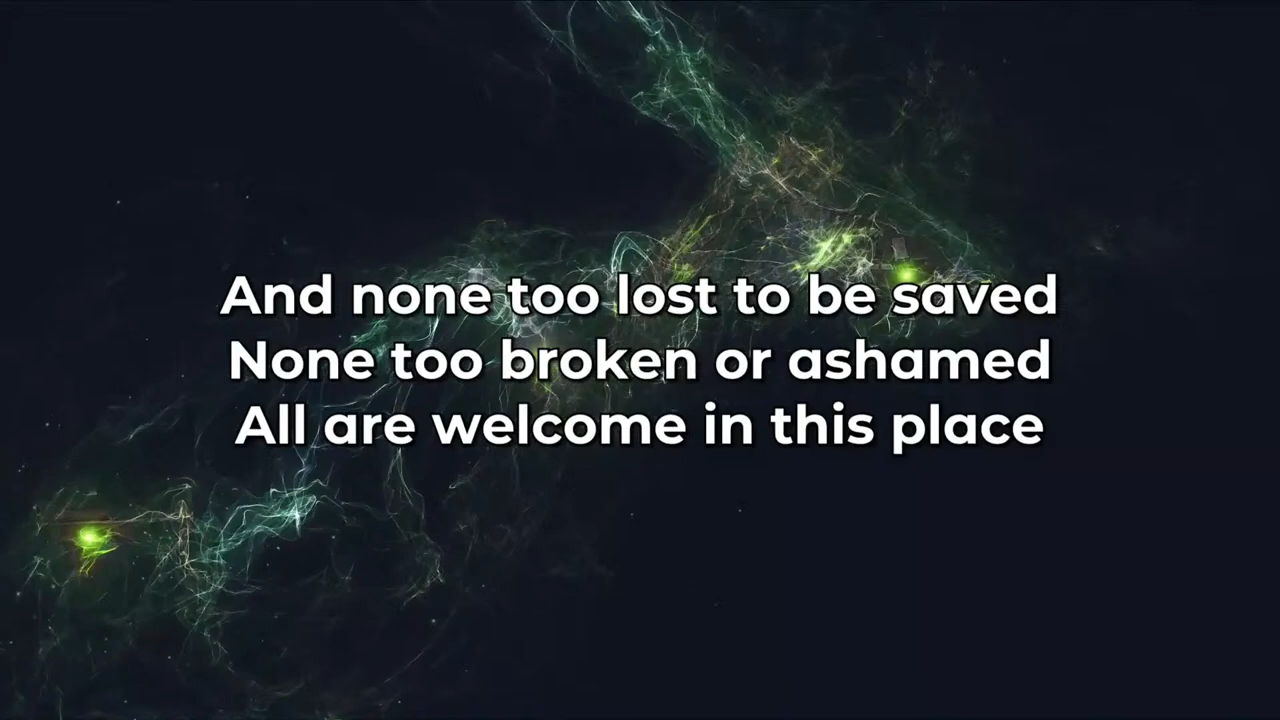 And none too lost to be saved
None too broken or ashamed
All are welcome in this place